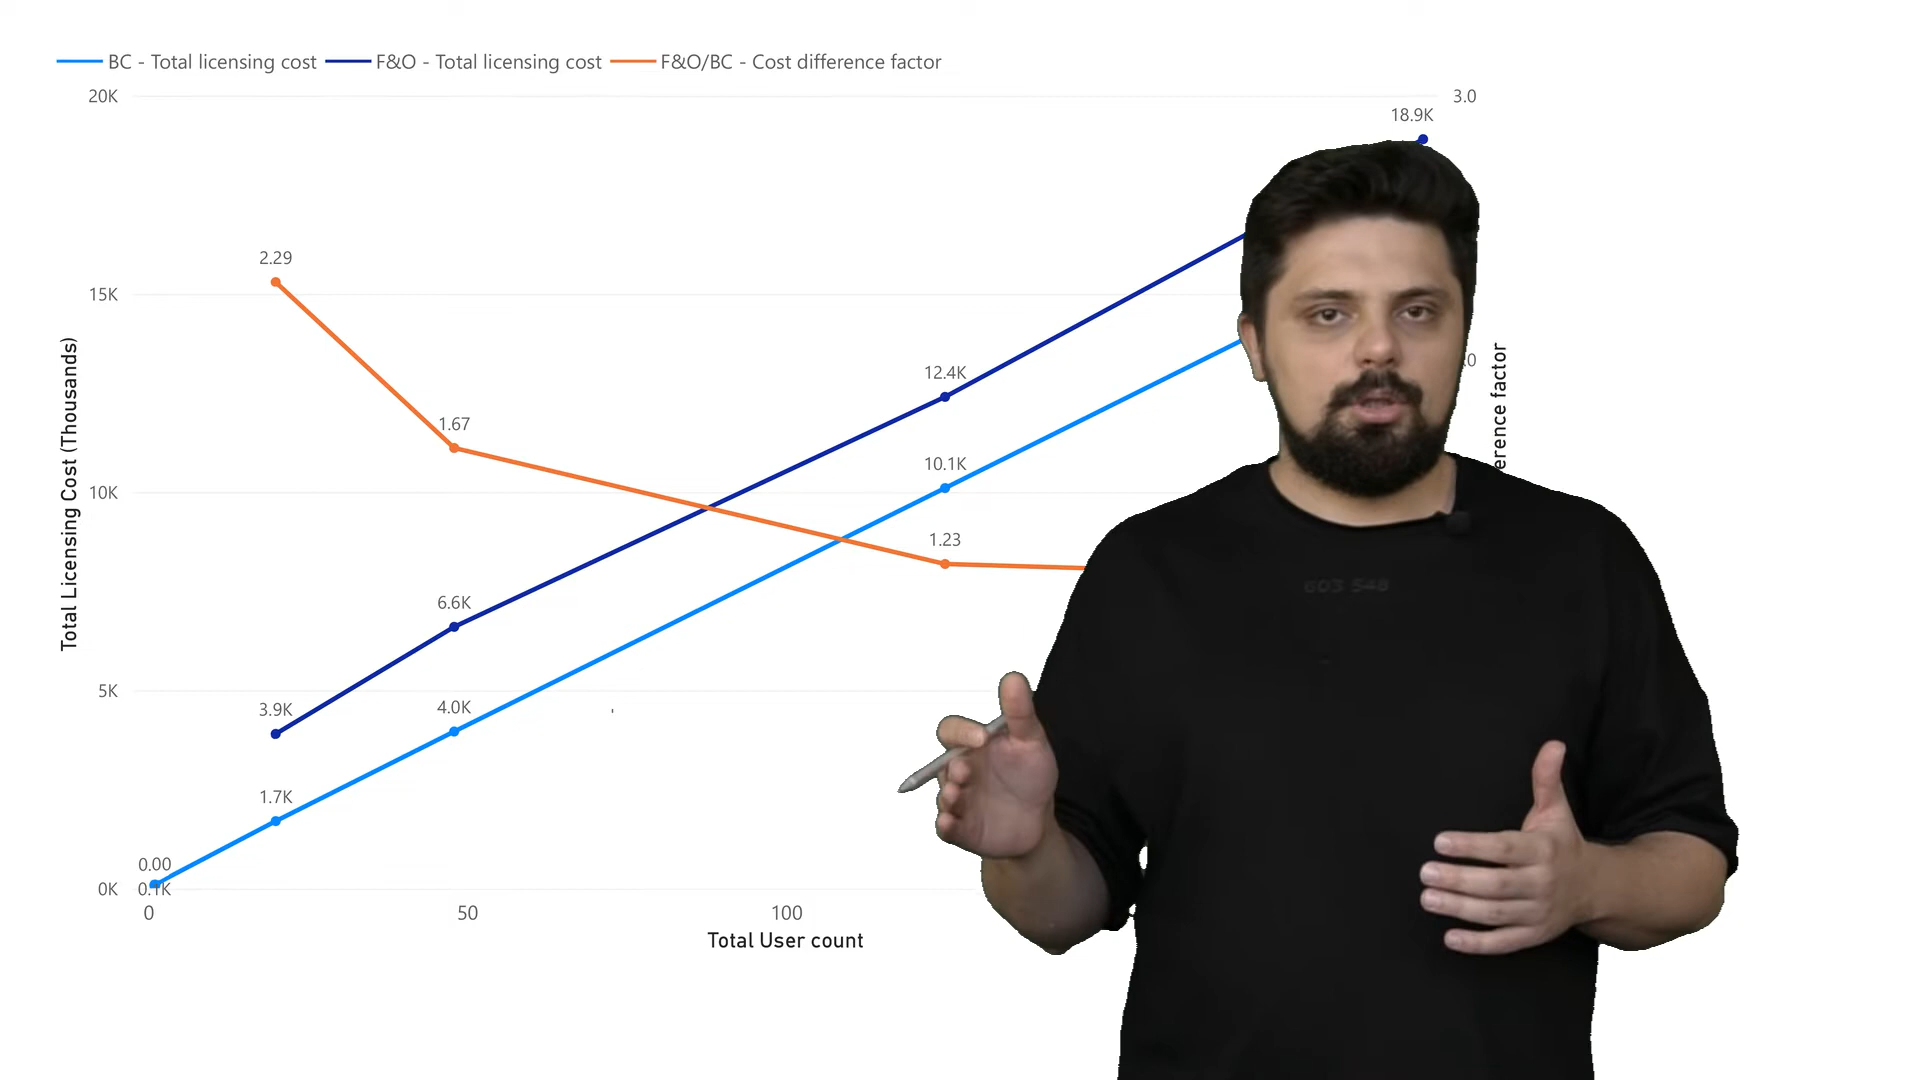 BC - Total licensing cost F&O - Total licensing cost F&O/BC - Cost difference factor
20K
3.0
18.9K
2.29
15K
12.4K
1.67
10.1K
10K
1.23
6.6K
5K
3.9K
4.0K
1.7K
0.00
0K
0.1K
0
50
100
Total User count
Total Licensing Cost (Thousands)
603 548